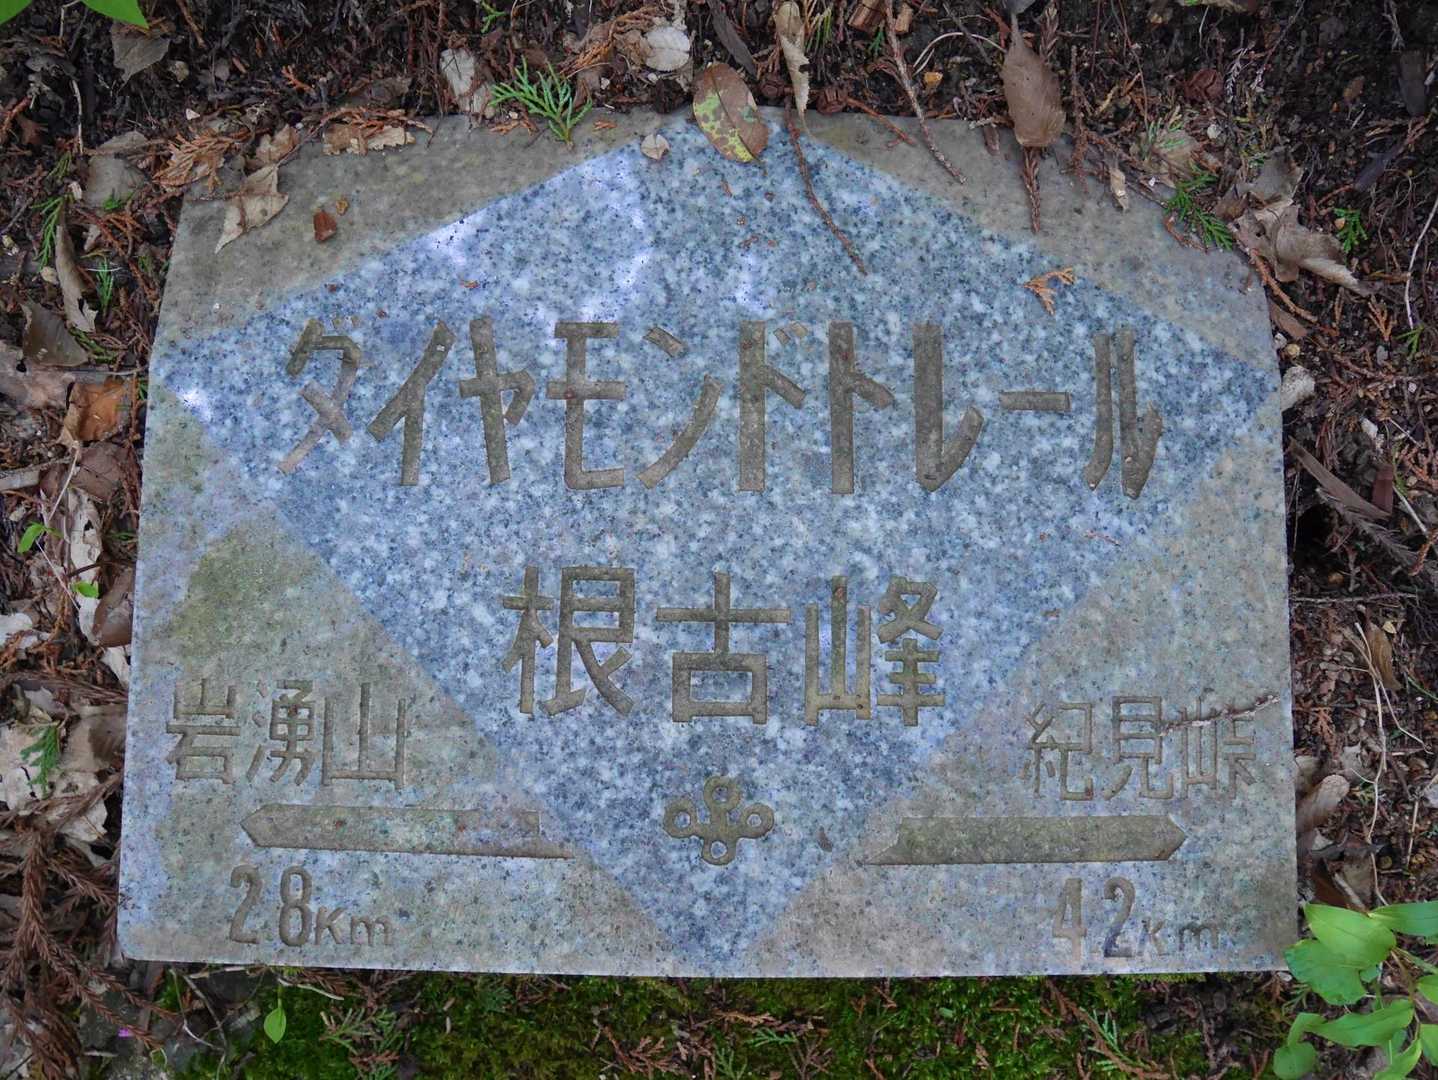 ダイヤモンドトレール
根古峰
岩湧山
紀見峠
2.8Km
4.2Km